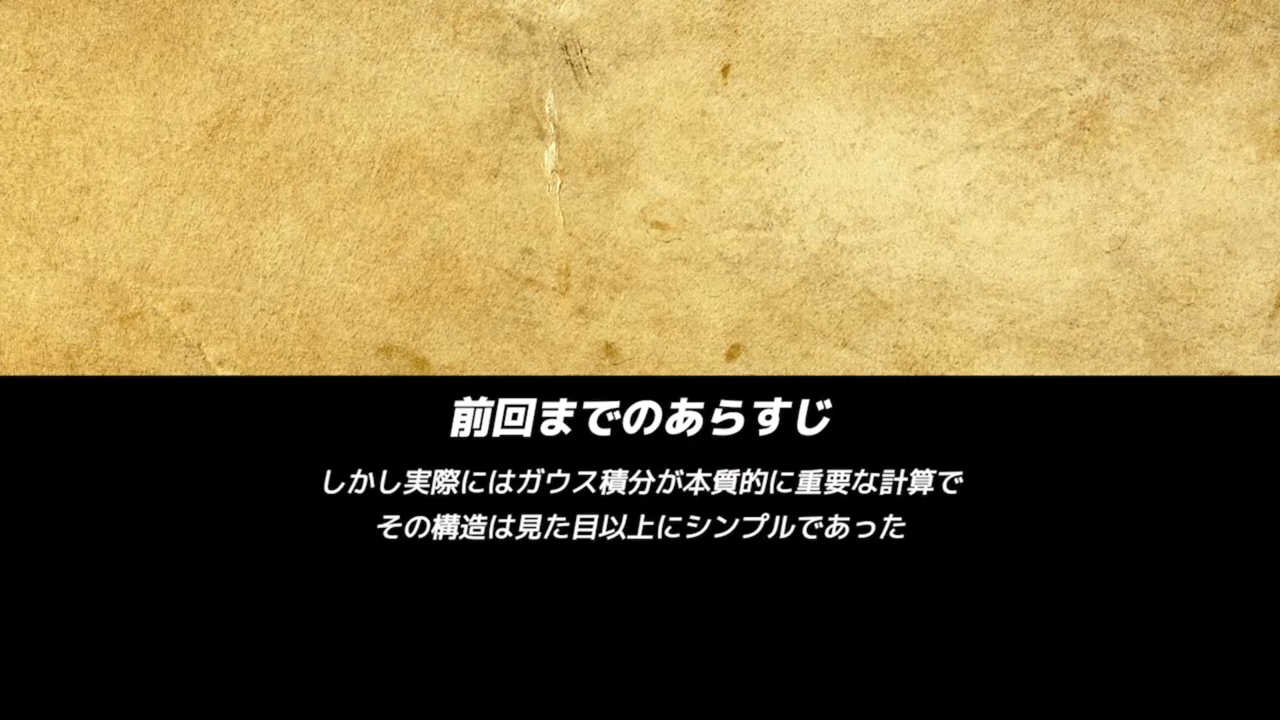 前回までのあらすじ
しかし実際にはガウス積分が本質的に重要な計算で
その構造は見た目以上にシンプルであった